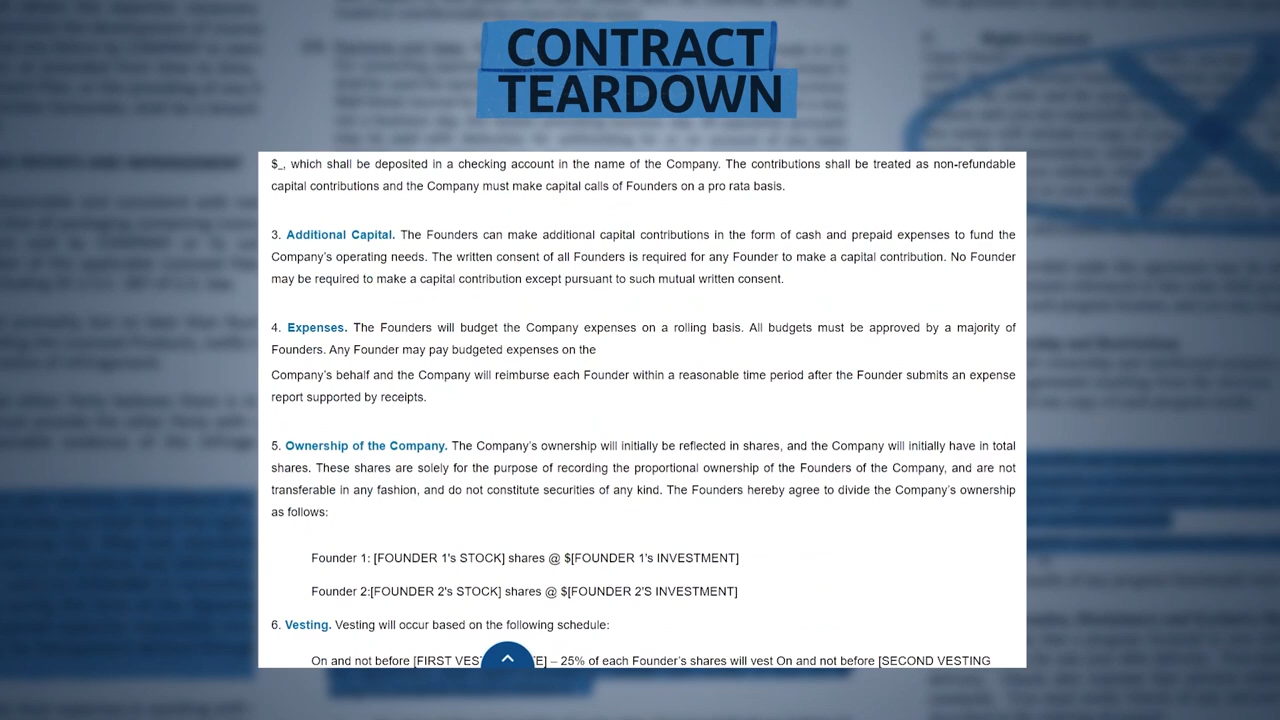 CONTRACT
TEARDOWN
$_, which shall be deposited in a checking account in the name of the Company. The contributions shall be treated as non-refundable
capital contributions and the Company must make capital calls of Founders on a pro rata basis.
3. Additional Capital. The Founders can make additional capital contributions in the form of cash and prepaid expenses to fund the
Company's operating needs. The written consent of all Founders is required for any Founder to make a capital contribution. No Founder
may be required to make a capital contribution except pursuant to such mutual written consent.
4. Expenses. The Founders will budget the Company expenses on a rolling basis. All budgets must be approved by a majority of
Founders. Any Founder may pay budgeted expenses on the
Company's behalf and the Company will reimburse each Founder within a reasonable time period after the Founder submits an expense
report supported by receipts.
5. Ownership of the Company. The Company's ownership will initially be reflected in shares, and the Company will initially have in total
shares. These shares are solely for the purpose of recording the proportional ownership of the Founders of the Company, and are not
transferable in any fashion, and do not constitute securities of any kind. The Founders hereby agree to divide the Company's ownership
as follows:
Founder 1: [FOUNDER 1's STOCK] shares @ $[FOUNDER 1's INVESTMENT]
Founder 2:[FOUNDER 2's STOCK] shares @ $[FOUNDER 2'S INVESTMENT]
6. Vesting. Vesting will occur based on the following schedule:
On and not before [FIRST – 25% of each Founder's shares will vest On and not before [SECOND VESTING